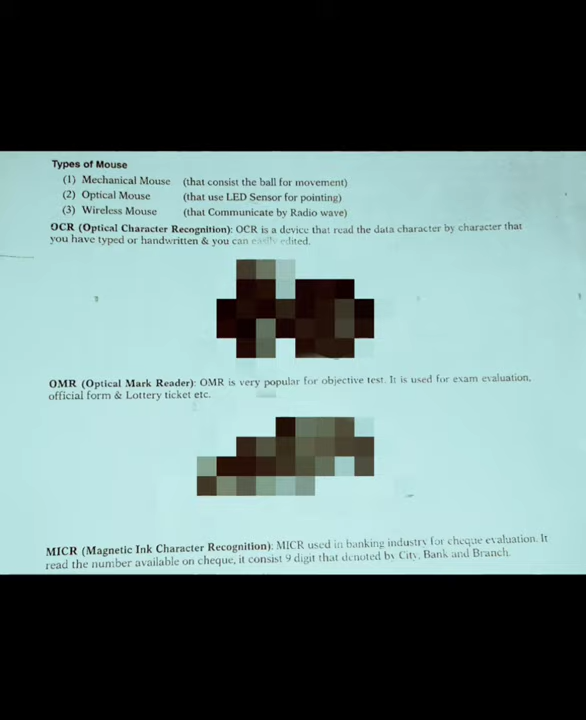 Types of Mouse
(1) Mechanical Mouse (that consist the ball for movement)
(2) Optical Mouse (that use LED Sensor for pointing)
(3) Wireless Mouse (that Communicate by Radio wave)
OCR (Optical Character Recognition): OCR is a device that read the data character by character that
you have typed or handwritten & you can easily edited.
OMR (Optical Mark Reader): OMR is very popular for objective test. It is used for exam evaluation,
official form & Lottery ticket etc.
MICR (Magnetic Ink Character Recognition): MICR used in banking industry for cheque evaluation. It
read the number available on cheque, it consist 9 digit that denoted by City, Bank and Branch.